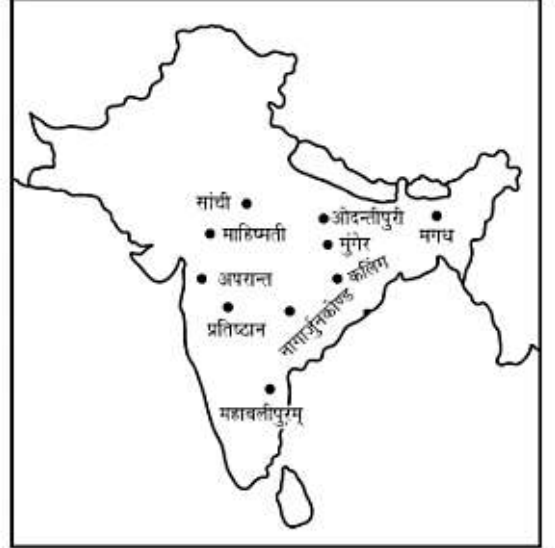 सांथी
ओदन्तीपुरी
मगध
माहिष्मती
मुंगेर
अपरान्त
कलिंग
प्रतिष्टान
नागार्जुनकोण्ड
महाबलीपुरम्